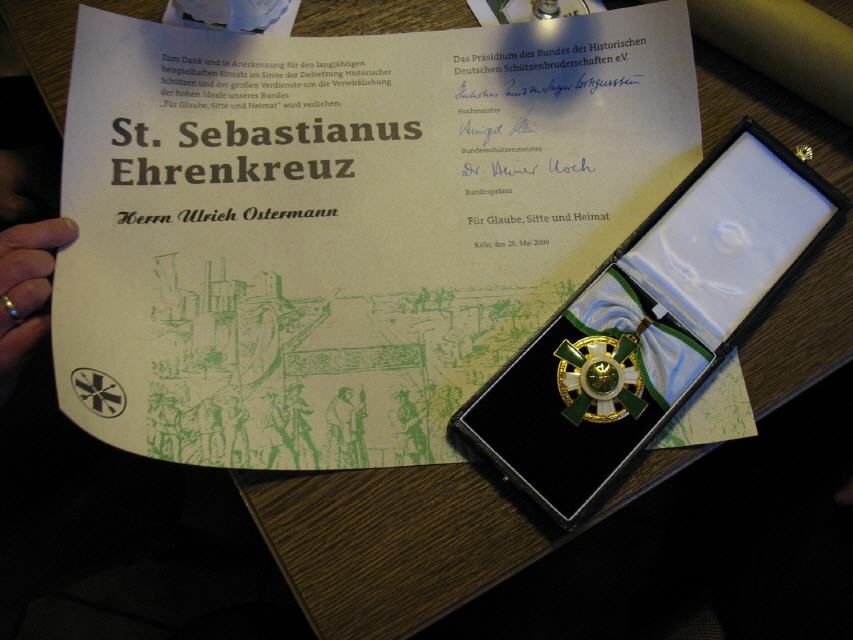 Zum Dank und in Anerkennung für den langjährigen
beispielhaften Einsatz im Sinne der Zielsetzung Historischer
Schützen und der großen Verdienste um die Verwirklichung
der hohen Ideale unseres Bundes
„Für Glaube, Sitte und Heimat" wird verliehen:
St. Sebastianus
Ehrenkreuz
Herrn Ulrich Ostermann
Das Präsidium des Bundes der Historischen
Deutschen Schützenbruderschaften e.V.
Hochmeister
Bundesschützenmeister
Dr. Heiner Koch
Bundespräses
Für Glaube, Sitte und Heimat
Köln, den 20. Mai 2009